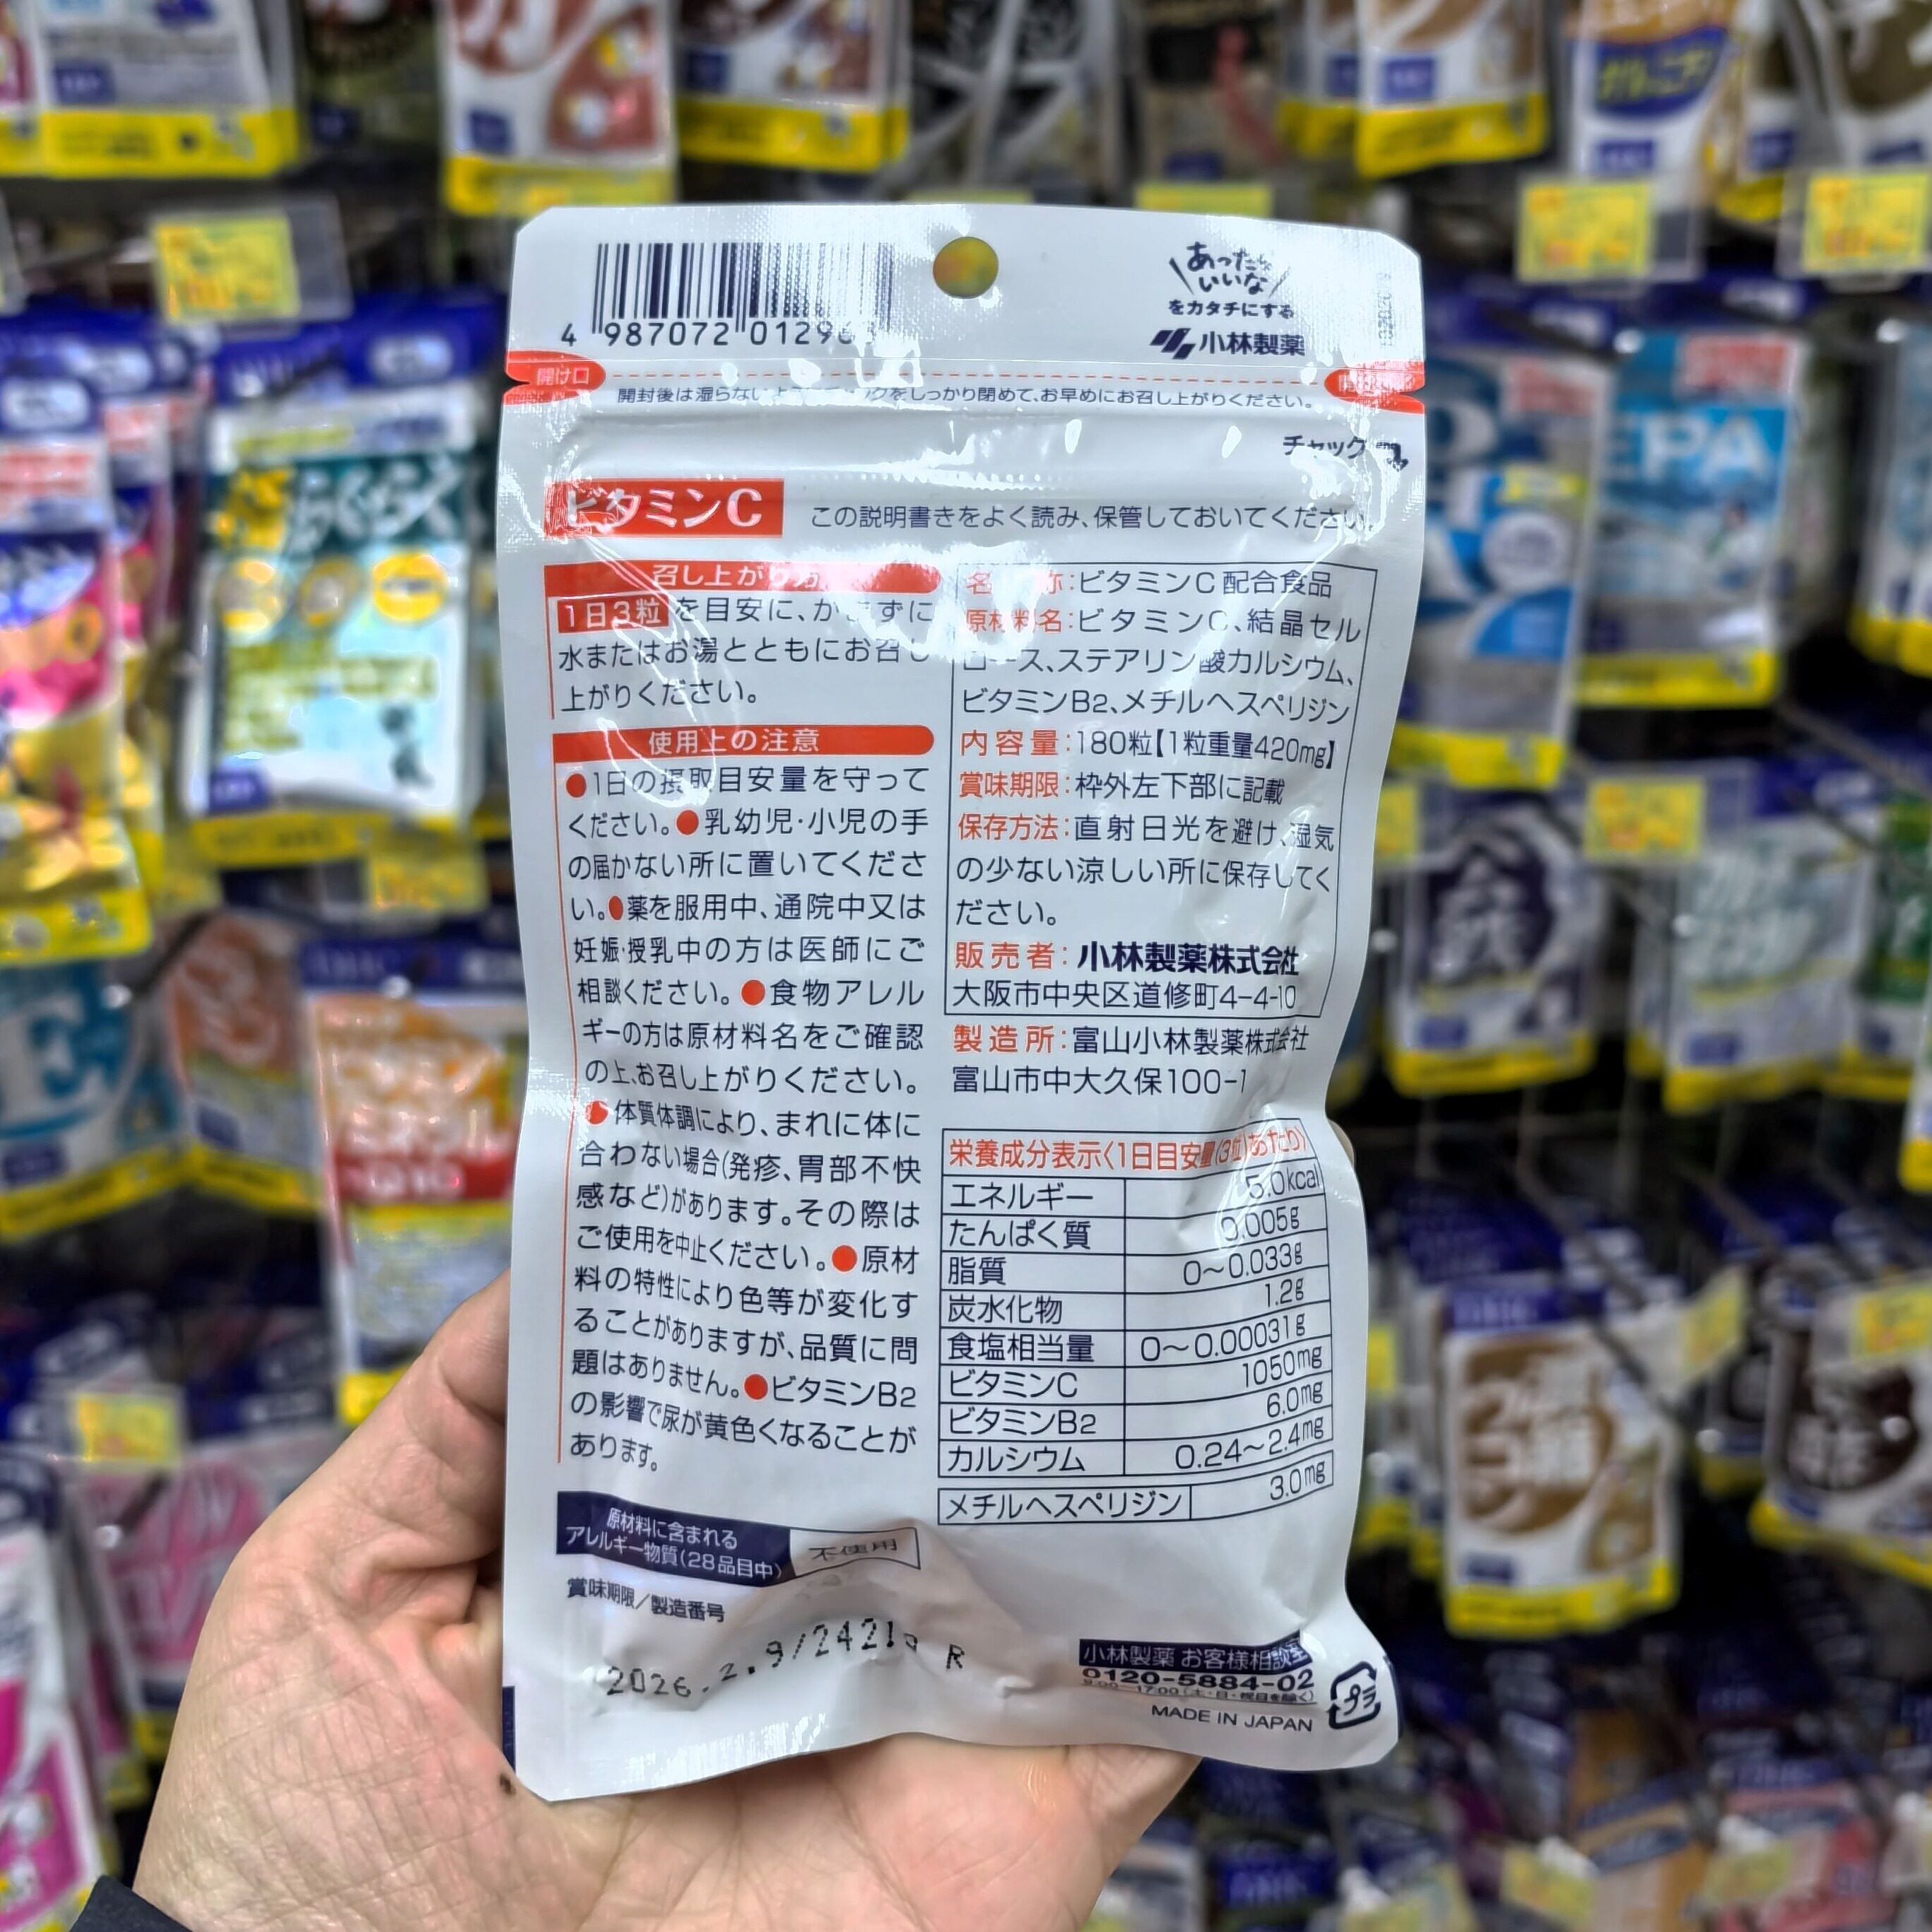 あったらいいな
をカタチにする
小林製薬
4 987072 01296
開け口
をしっかり閉めて、お早めにお召し上がりください。
チャック
ビタミンC
この説明書きをよく読み、保管しておいてください。
召し上がり方
1日3粒を目安に、かまずに
水またはお湯とともにお召し
上がりください。
使用上の注意
●1日の摂取目安量を守って
ください。●乳幼児・小児の手
の届かない所に置いてくださ
い。●薬を服用中、通院中又は
妊娠・授乳中の方は医師にご
相談ください。●食物アレル
ギーの方は原材料名をご確認
の上、お召し上がりください。
●体質体調により、まれに体に
合わない場合(発疹、胃部不快
感など)があります。その際は
ご使用を中止ください。●原材
料の特性により色等が変化す
ることがありますが、品質に問
題はありません。●ビタミンB2
の影響で尿が黄色くなることが
あります。
原材料に含まれる
アレルギー物質(28品目中)
不使用
賞味期限/製造番号
2026.2.9/2421 R
名 称:ビタミンC配合食品
原材料名:ビタミンC、結晶セル
ロース、ステアリン酸カルシウム、
ビタミンB2、メチルヘスペリジン
内容量:180粒【1粒重量420mg】
賞味期限:枠外左下部に記載
保存方法:直射日光を避け、湿気
の少ない涼しい所に保存してく
ださい。
販売者:小林製薬株式会社
大阪市中央区道修町4-4-10
製造所:富山小林製薬株式会社
富山市中大久保100-1
栄養成分表示〈1日目安量(3粒)あたり〉
エネルギー 5.0kcal
たんぱく質 0.005g
脂質 0〜0.033g
炭水化物 1.2g
食塩相当量 0〜0.00031g
ビタミンC 1050mg
ビタミンB2 6.0mg
カルシウム 0.24〜2.4mg
メチルヘスペリジン 3.0mg
小林製薬 お客様相談室
0120-5884-02
9:00〜17:00(土・日・祝日を除く)
MADE IN JAPAN
プラ
EPA
らくらく